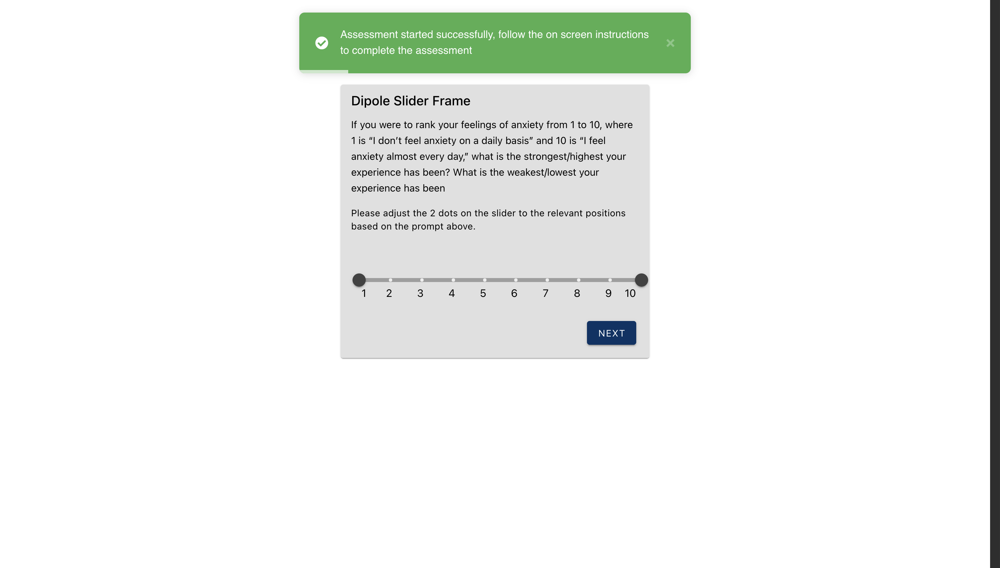 Assessment started successfully, follow the on screen instructions
to complete the assessment
Dipole Slider Frame
If you were to rank your feelings of anxiety from 1 to 10, where
1 is “I don’t feel anxiety on a daily basis” and 10 is “I feel
anxiety almost every day,” what is the strongest/highest your
experience has been? What is the weakest/lowest your
experience has been
Please adjust the 2 dots on the slider to the relevant positions
based on the prompt above.
1 2 3 4 5 6 7 8 9 10
NEXT